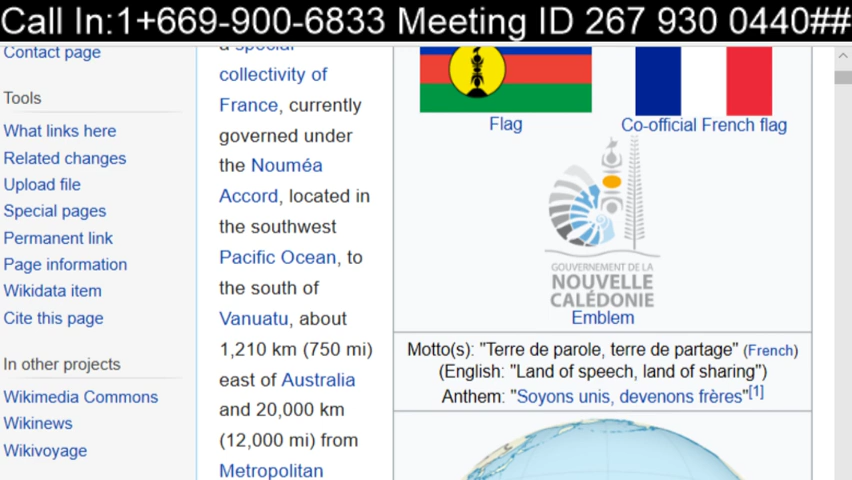 Call In:1+669-900-6833 Meeting ID 267 930 0440##
Contact page
Tools
What links here
Related changes
Upload file
Special pages
Permanent link
Page information
Wikidata item
Cite this page
In other projects
Wikimedia Commons
Wikinews
Wikivoyage
a special
collectivity of
France, currently
governed under
the Nouméa
Accord, located in
the southwest
Pacific Ocean, to
the south of
Vanuatu, about
1,210 km (750 mi)
east of Australia
and 20,000 km
(12,000 mi) from
Metropolitan
Flag
Co-official French flag
GOUVERNEMENT DE LA
NOUVELLE
CALÉDONIE
Emblem
Motto(s): "Terre de parole, terre de partage" (French)
(English: "Land of speech, land of sharing")
Anthem: "Soyons unis, devenons frères"[1]